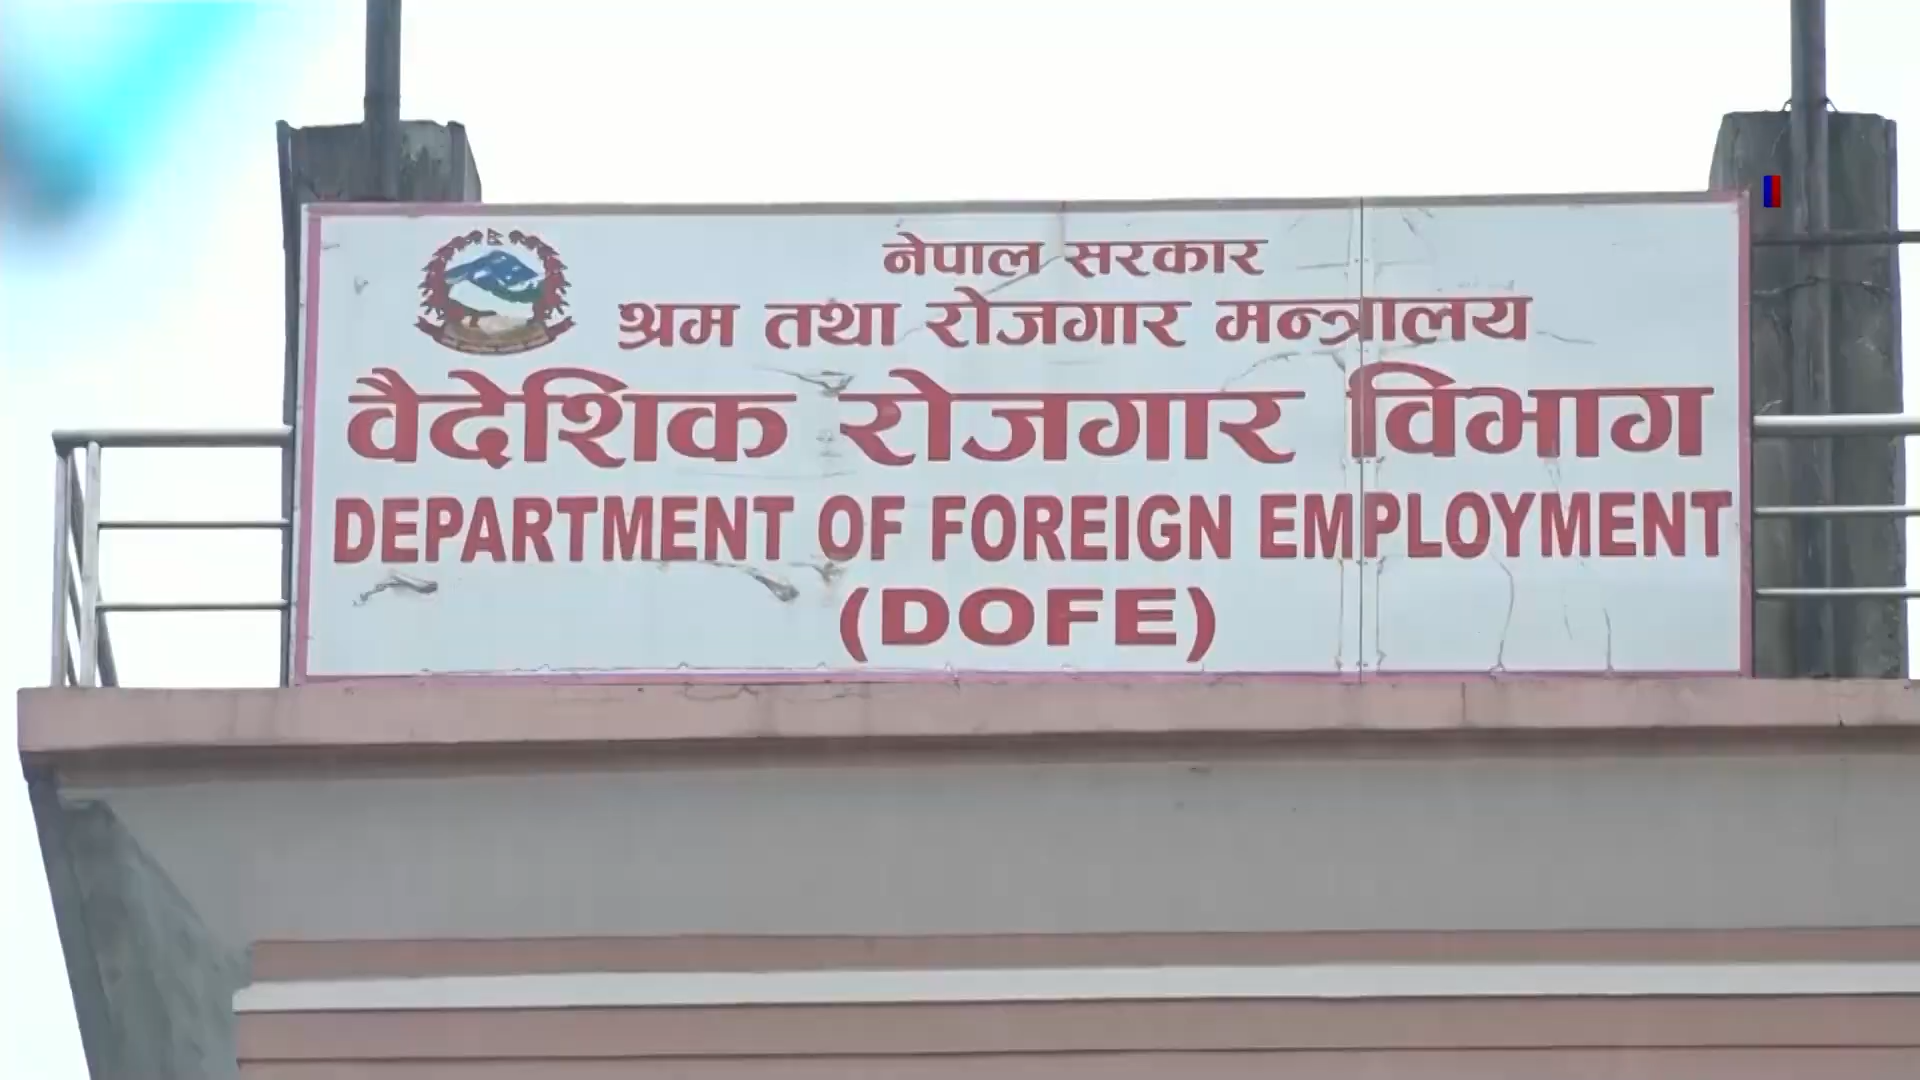 नेपाल सरकार
श्रम तथा रोजगार मन्त्रालय
वैदेशिक रोजगार विभाग
DEPARTMENT OF FOREIGN EMPLOYMENT
(DOFE)